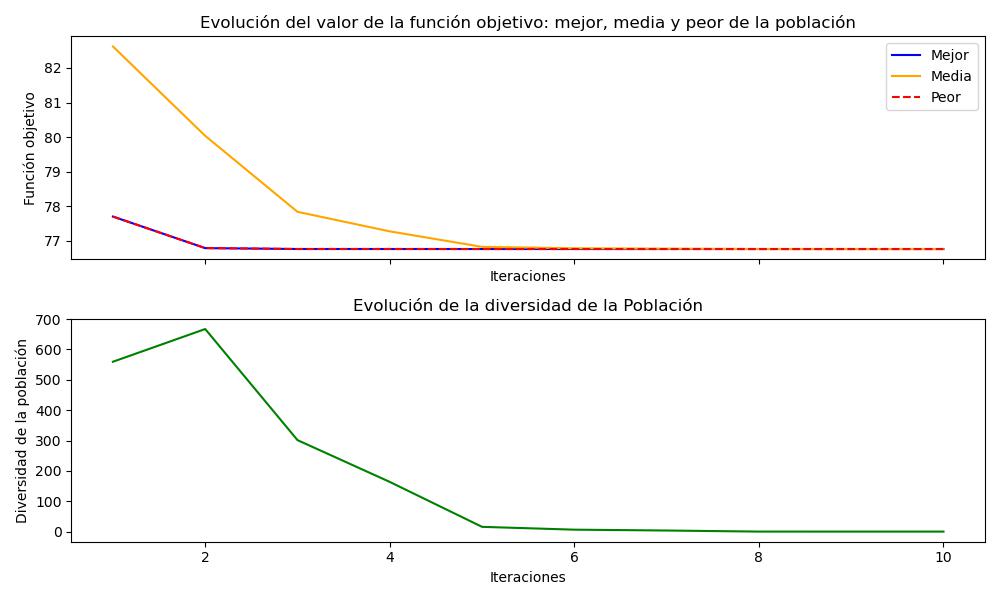 Evolución del valor de la función objetivo: mejor, media y peor de la población
Función objetivo
82
81
80
79
78
77
Mejor
Media
Peor
Iteraciones
Evolución de la diversidad de la Población
Diversidad de la población
700
600
500
400
300
200
100
0
2
4
6
8
10
Iteraciones